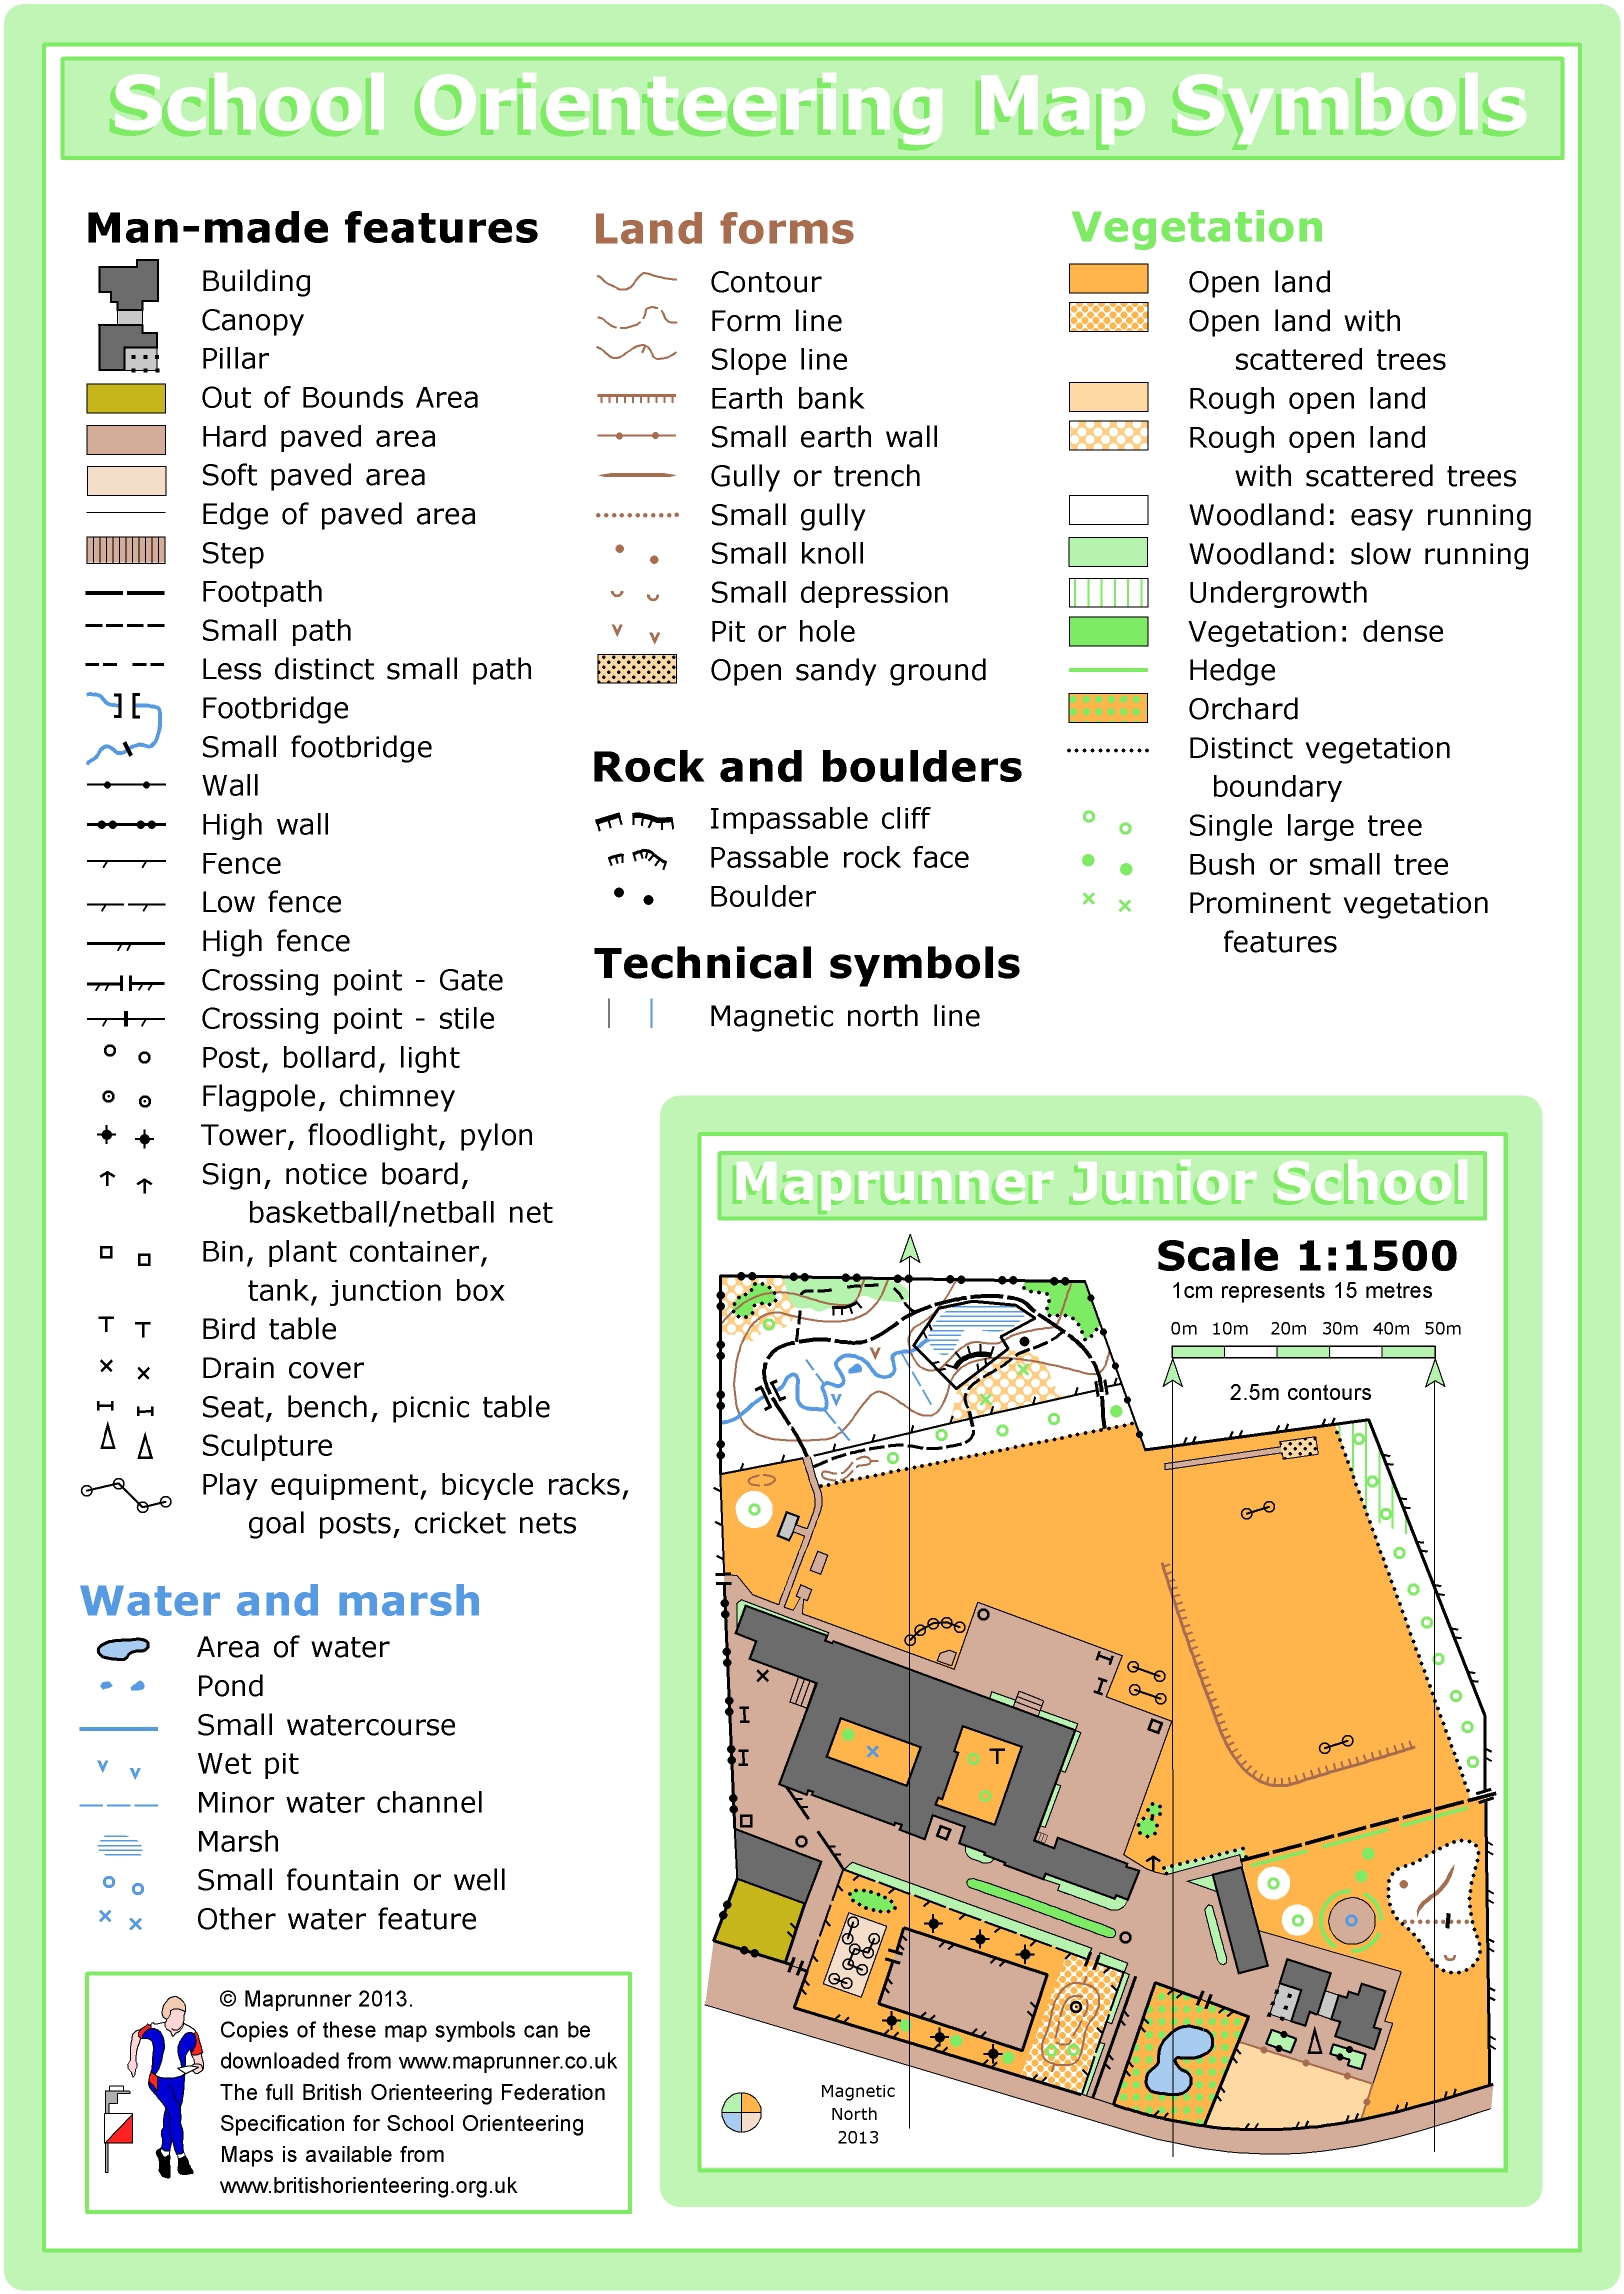 School Orienteering Map Symbols
Man-made features
Building
Canopy
Pillar
Out of Bounds Area
Hard paved area
Soft paved area
Edge of paved area
Step
Footpath
Small path
Less distinct small path
Footbridge
Small footbridge
Wall
High wall
Fence
Low fence
High fence
Crossing point - Gate
Crossing point - stile
Post, bollard, light
Flagpole, chimney
Tower, floodlight, pylon
Sign, notice board,
basketball/netball net
Bin, plant container,
tank, junction box
Bird table
Drain cover
Seat, bench, picnic table
Sculpture
Play equipment, bicycle racks,
goal posts, cricket nets
Water and marsh
Area of water
Pond
Small watercourse
Wet pit
Minor water channel
Marsh
Small fountain or well
Other water feature
© Maprunner 2013.
Copies of these map symbols can be
downloaded from www.maprunner.co.uk
The full British Orienteering Federation
Specification for School Orienteering
Maps is available from
www.britishorienteering.org.uk
Land forms
Contour
Form line
Slope line
Earth bank
Small earth wall
Gully or trench
Small gully
Small knoll
Small depression
Pit or hole
Open sandy ground
Rock and boulders
Impassable cliff
Passable rock face
Boulder
Technical symbols
Magnetic north line
Vegetation
Open land
Open land with
scattered trees
Rough open land
Rough open land
with scattered trees
Woodland: easy running
Woodland: slow running
Undergrowth
Vegetation: dense
Hedge
Orchard
Distinct vegetation
boundary
Single large tree
Bush or small tree
Prominent vegetation
features
Maprunner Junior School
Scale 1:1500
1cm represents 15 metres
0m 10m 20m 30m 40m 50m
2.5m contours
Magnetic
North
2013